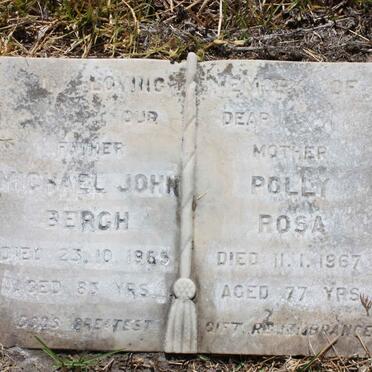 LOVING MEMORY OF
OUR DEAR
FATHER
MICHAEL JOHN
BERGH
DIED 23.10.1965
AGED 83 YRS.
GODS GREATEST
MOTHER
POLLY
ROSA
DIED 11.1.1967
AGED 77 YRS.
GIFT REMEMBRANCE